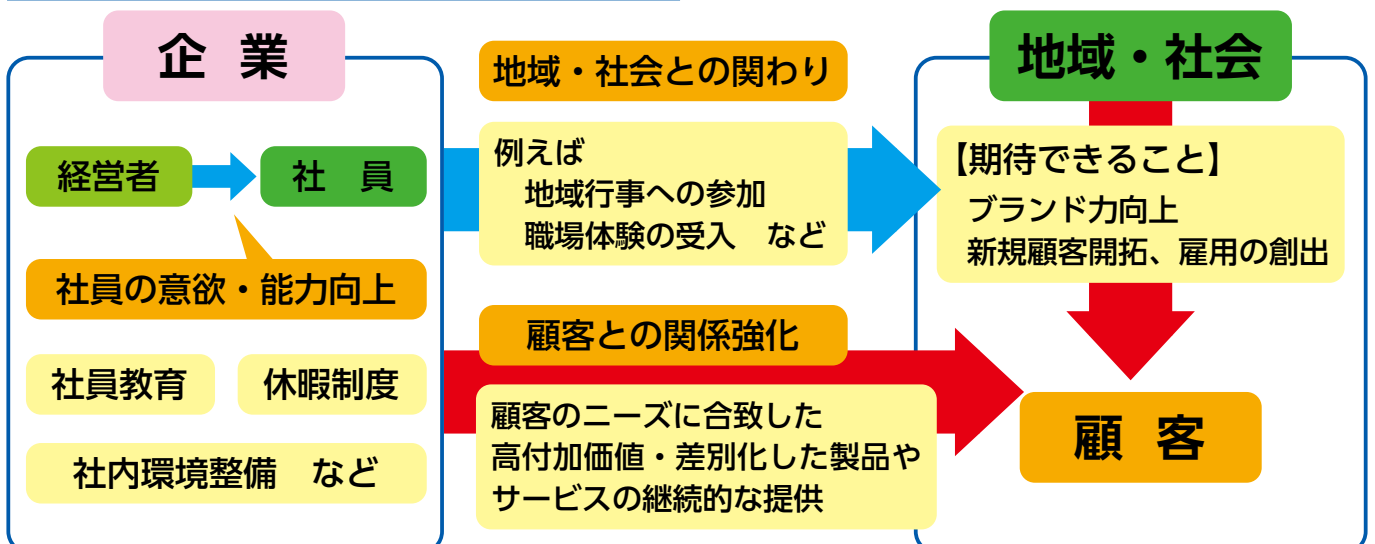 企 業
経営者
社 員
社員の意欲・能力向上
社員教育
休暇制度
社内環境整備 など
地域・社会との関わり
例えば
地域行事への参加
職場体験の受入 など
顧客との関係強化
顧客のニーズに合致した
高付加価値・差別化した製品や
サービスの継続的な提供
地域・社会
【期待できること】
ブランド力向上
新規顧客開拓、雇用の創出
顧 客